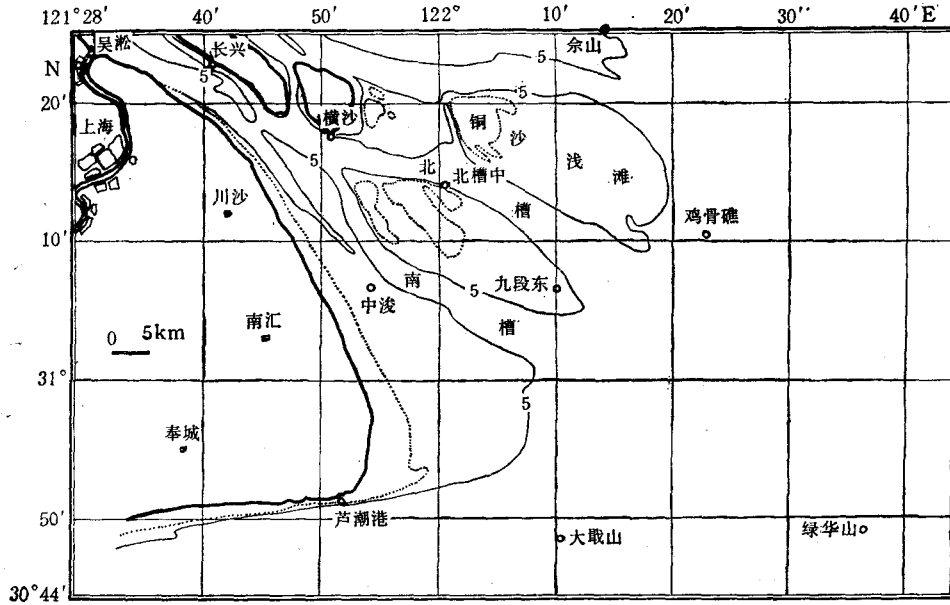 121°28′ 40′ 50′ 122° 10′ 20′ 30′′ 40′ E
吴淞 长兴 佘山
N 5 5
20′ 5
上海 横沙 铜
沙
浅
滩
5 北
北槽中
川沙 槽 鸡骨礁
10′
南 5 九段东
中浚
南汇 槽
0 5km
31°
5
奉城
50′ 芦潮港
大戢山 绿华山
30°44′